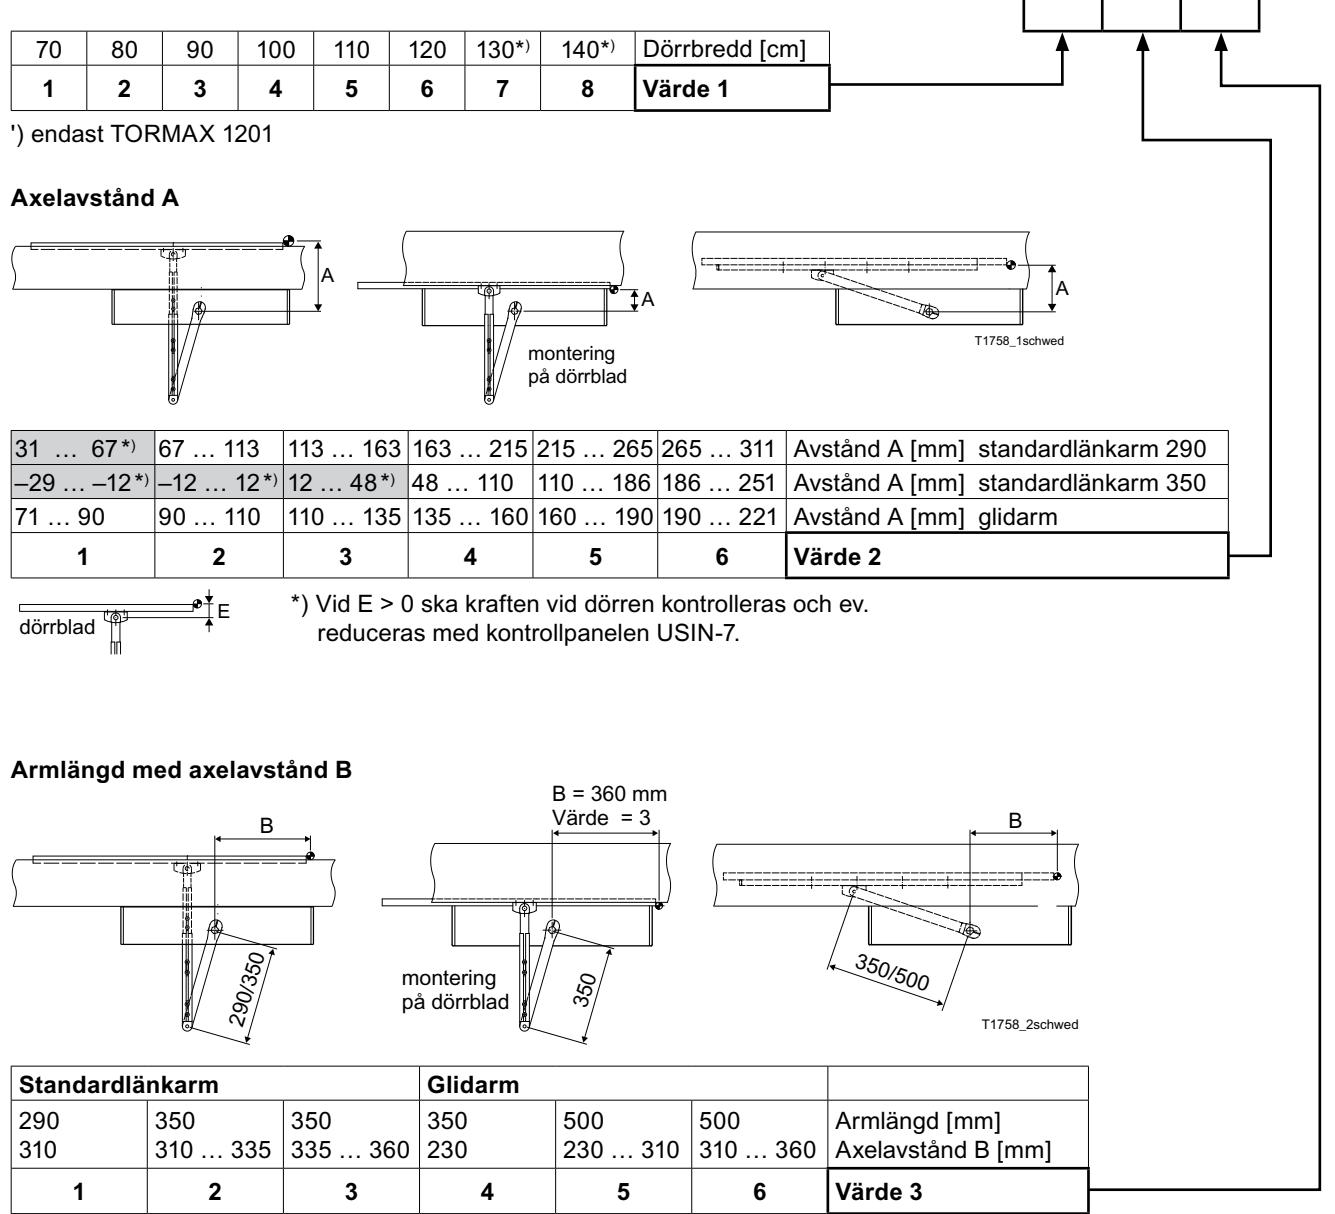 70 80 90 100 110 120 130*) 140*) Dörrbredd [cm]
1 2 3 4 5 6 7 8 Värde 1
') endast TORMAX 1201
Axelavstånd A
A
A
A
montering
på dörrblad
T1758_1schwed
31 … 67*) 67 … 113 113 … 163 163 … 215 215 … 265 265 … 311 Avstånd A [mm] standardlänkarm 290
–29 … –12*) –12 … 12*) 12 … 48*) 48 … 110 110 … 186 186 … 251 Avstånd A [mm] standardlänkarm 350
71 … 90 90 … 110 110 … 135 135 … 160 160 … 190 190 … 221 Avstånd A [mm] glidarm
1 2 3 4 5 6 Värde 2
E
dörrblad
*) Vid E > 0 ska kraften vid dörren kontrolleras och ev.
reduceras med kontrollpanelen USIN-7.
Armlängd med axelavstånd B
B
B = 360 mm
Värde = 3
B
290/350
montering
på dörrblad
350
350/500
T1758_2schwed
Standardlänkarm Glidarm
290 350 350 350 500 500 Armlängd [mm]
310 310 … 335 335 … 360 230 230 … 310 310 … 360 Axelavstånd B [mm]
1 2 3 4 5 6 Värde 3